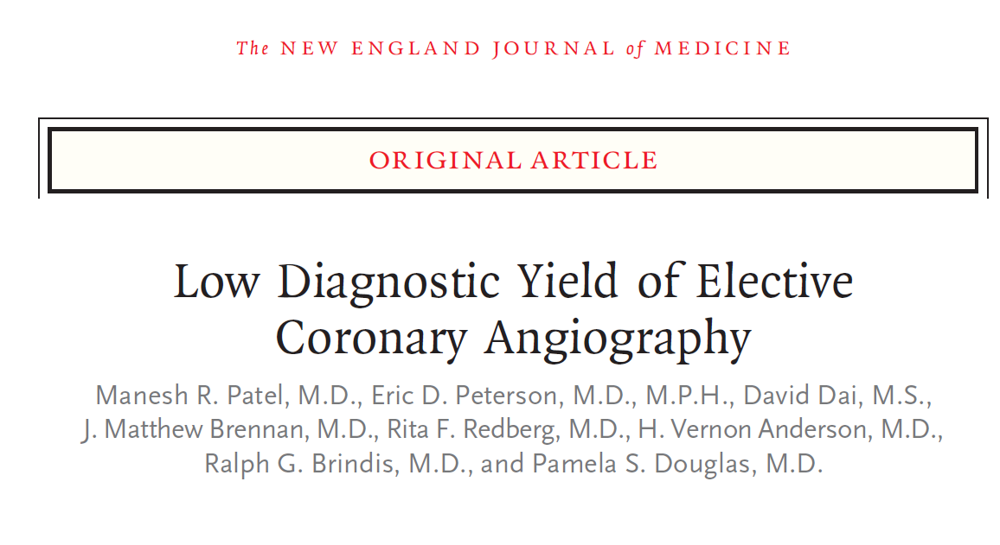 The NEW ENGLAND JOURNAL of MEDICINE
ORIGINAL ARTICLE
Low Diagnostic Yield of Elective
Coronary Angiography
Manesh R. Patel, M.D., Eric D. Peterson, M.D., M.P.H., David Dai, M.S.,
J. Matthew Brennan, M.D., Rita F. Redberg, M.D., H. Vernon Anderson, M.D.,
Ralph G. Brindis, M.D., and Pamela S. Douglas, M.D.